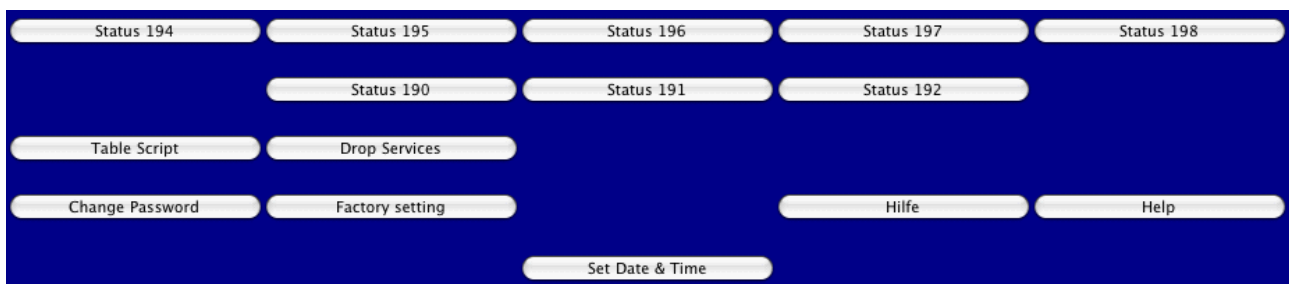 Status 194 Status 195 Status 196 Status 197 Status 198
Status 190 Status 191 Status 192
Table Script Drop Services
Change Password Factory setting Hilfe Help
Set Date & Time